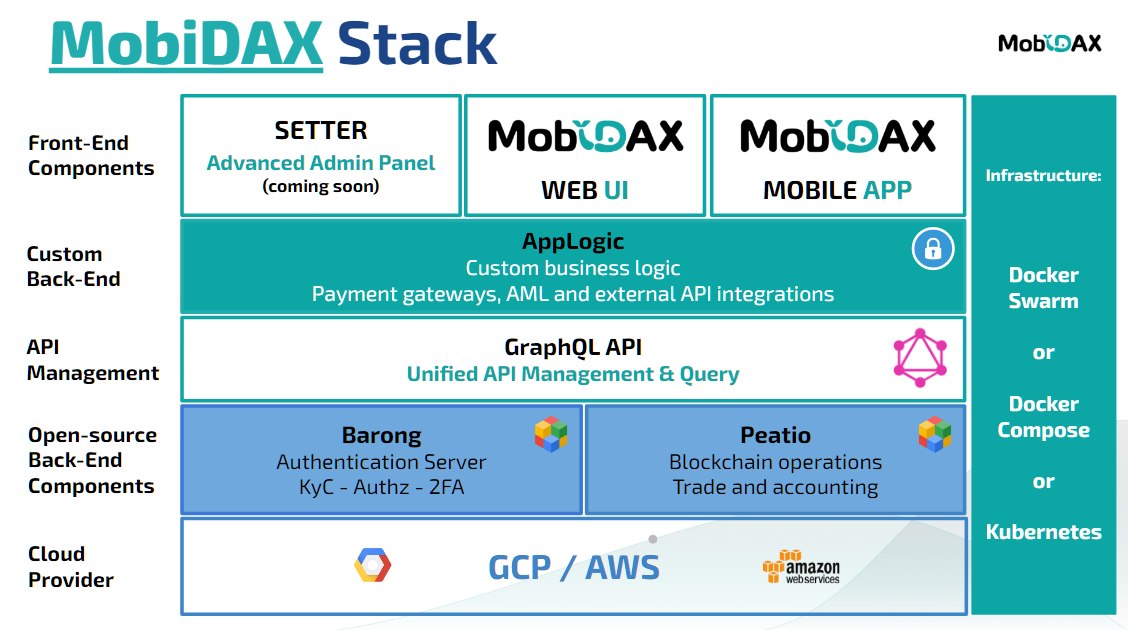 MobiDAX Stack
MobiDAX
Front-End
Components
SETTER
Advanced Admin Panel
(coming soon)
MobiDAX
WEB UI
MobiDAX
MOBILE APP
Custom
Back-End
AppLogic
Custom business logic
Payment gateways, AML and external API integrations
API
Management
GraphQL API
Unified API Management & Query
Open-source
Back-End
Components
Barong
Authentication Server
KyC - Authz - 2FA
Peatio
Blockchain operations
Trade and accounting
Cloud
Provider
GCP / AWS
amazon
webservices
Infrastructure:
Docker
Swarm
or
Docker
Compose
or
Kubernetes